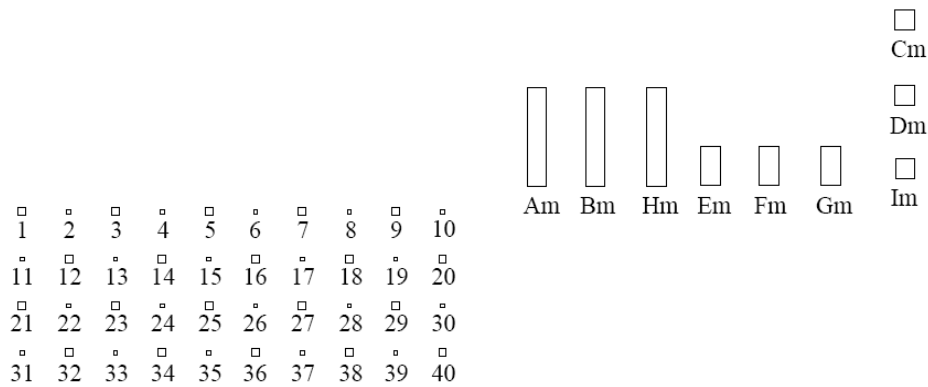 Cm
Dm
Im
Am Bm Hm Em Fm Gm
1 2 3 4 5 6 7 8 9 10
11 12 13 14 15 16 17 18 19 20
21 22 23 24 25 26 27 28 29 30
31 32 33 34 35 36 37 38 39 40